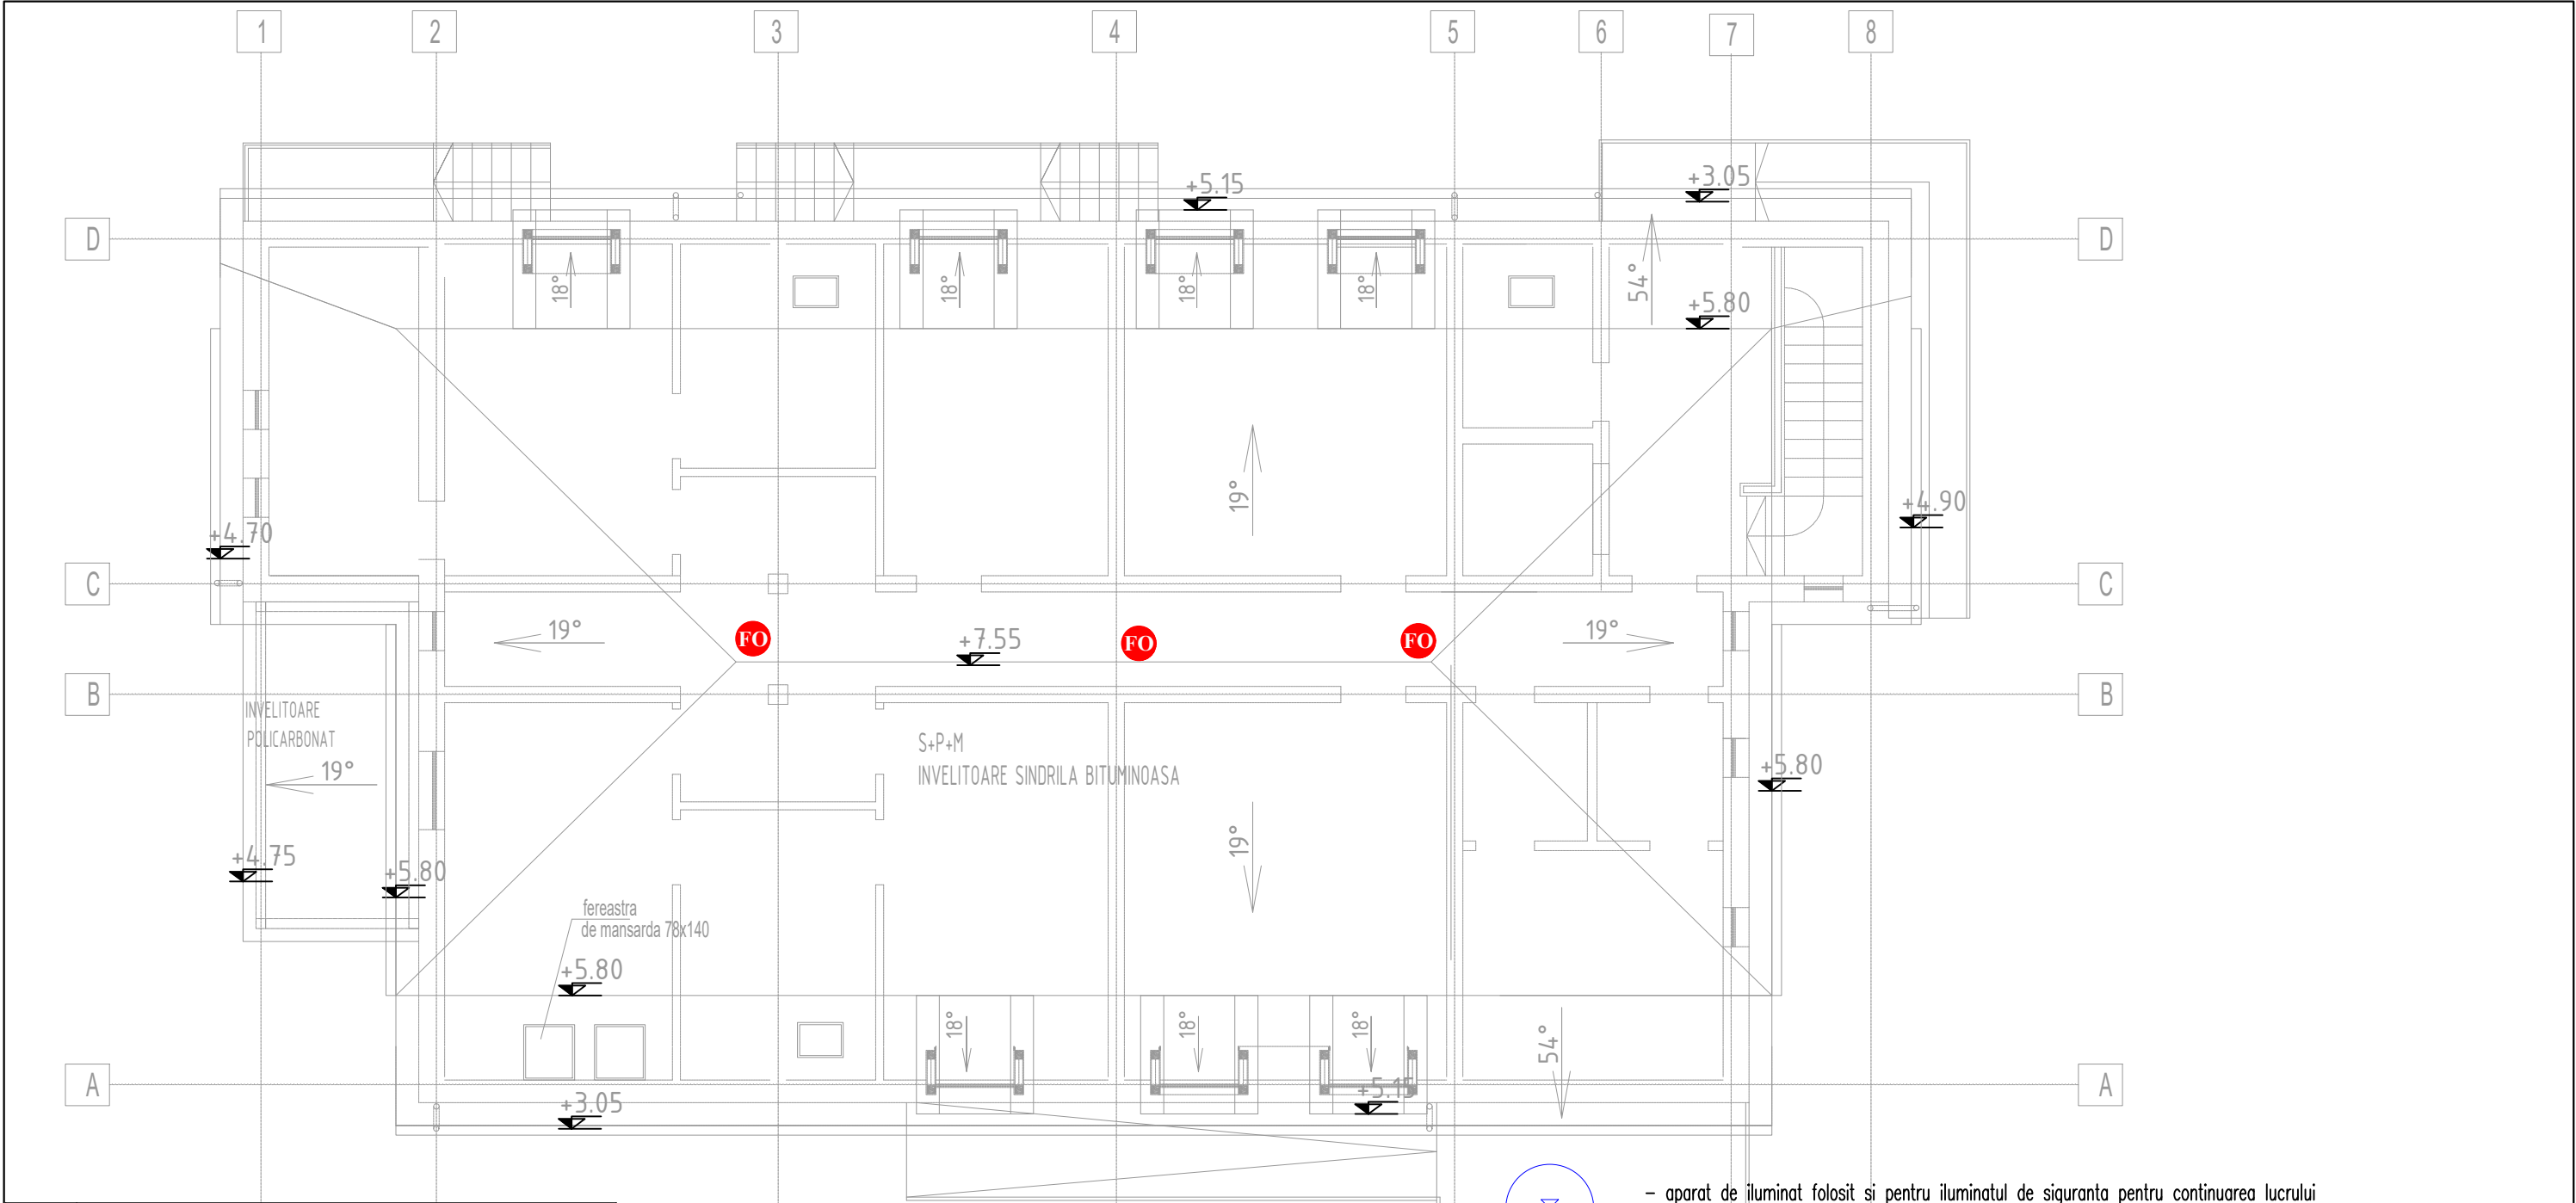 1 2 3 4 5 6 7 8
+5.15 +3.05
D D
18° 18° 18° 18° 54°
+5.80
19°
+4.70 +4.90
C C
19° FO +7.55 FO FO 19°
B B
INVELITOARE
POLICARBONAT
S+P+M
INVELITOARE SINDRILA BITUMINOASA
19° +5.80
19°
+4.75 +5.80
fereastra
de mansarda 78x140
+5.80
18° 18° 18° 54°
A A
+3.05 +5.15
- aparat de iluminat folosit si pentru iluminatul de siguranta pentru continuarea lucrului